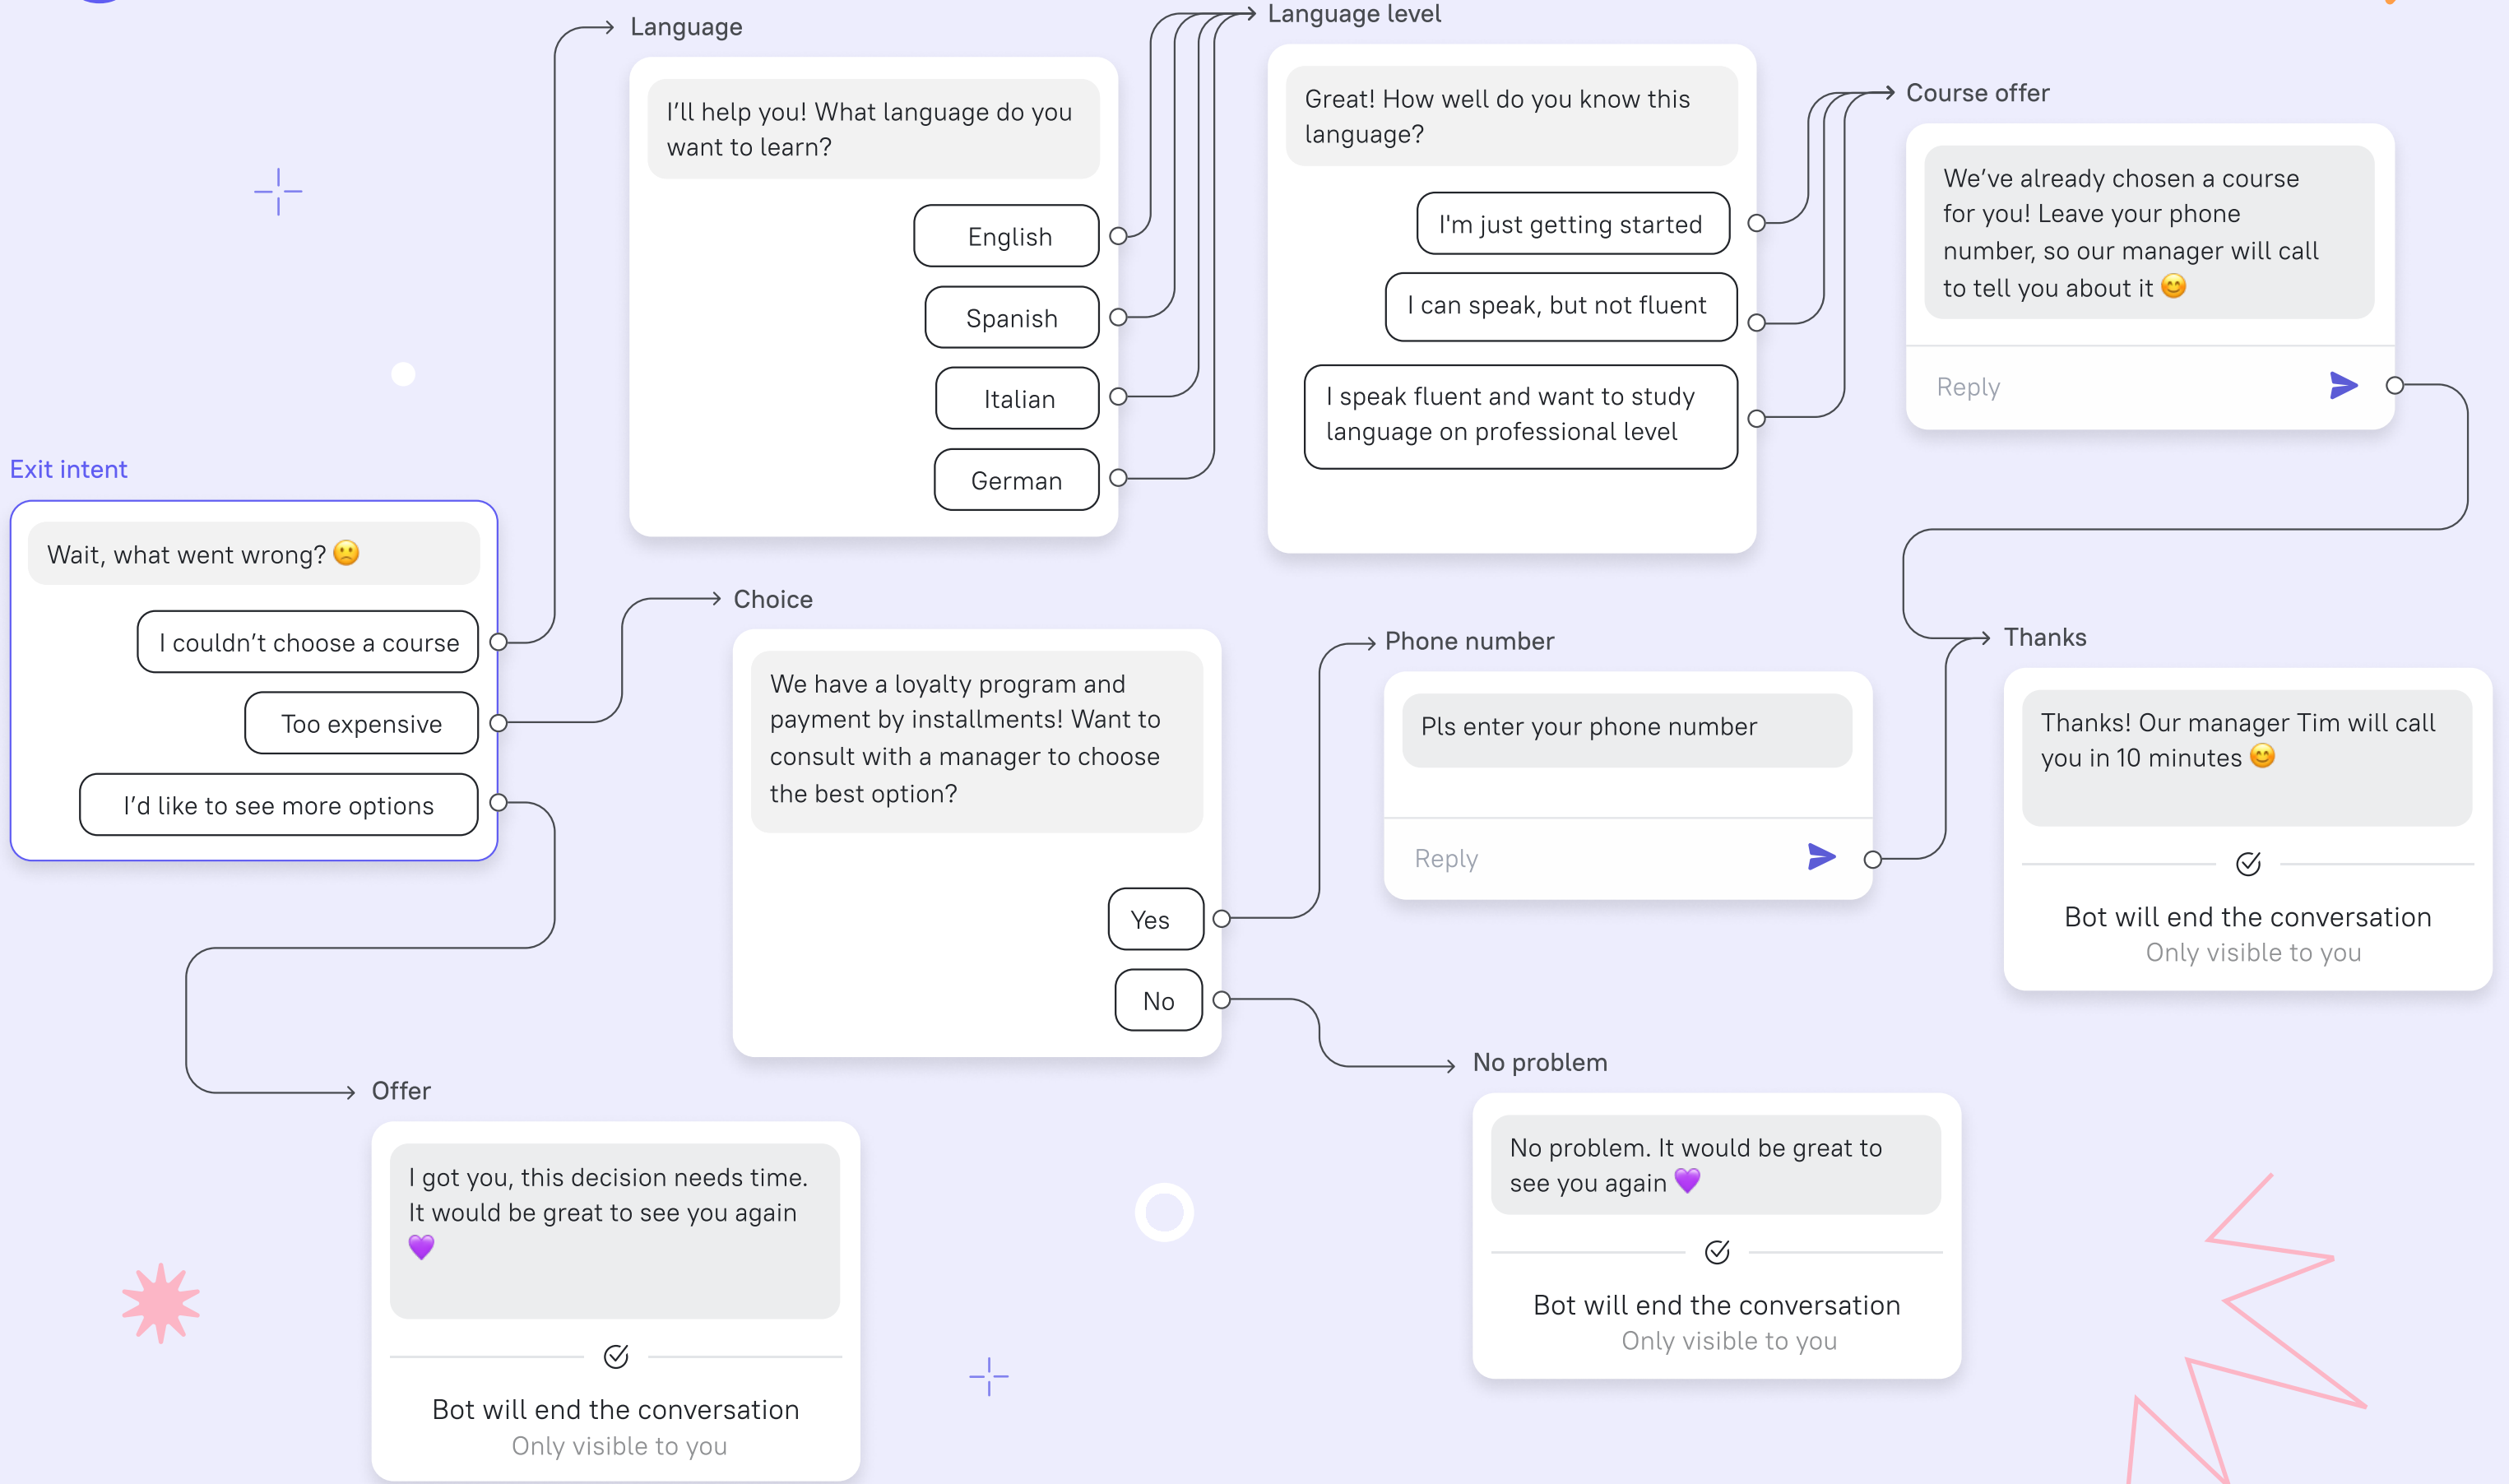 Language
I’ll help you! What language do you
want to learn?
English
Spanish
Italian
German
Language level
Great! How well do you know this
language?
I'm just getting started
I can speak, but not fluent
I speak fluent and want to study
language on professional level
Course offer
We’ve already chosen a course
for you! Leave your phone
number, so our manager will call
to tell you about it 😊
Reply
Exit intent
Wait, what went wrong? 🙁
I couldn’t choose a course
Too expensive
I’d like to see more options
Choice
We have a loyalty program and
payment by installments! Want to
consult with a manager to choose
the best option?
Yes
No
Phone number
Pls enter your phone number
Reply
Thanks
Thanks! Our manager Tim will call
you in 10 minutes 😊
Bot will end the conversation
Only visible to you
Offer
I got you, this decision needs time.
It would be great to see you again
💜
Bot will end the conversation
Only visible to you
No problem
No problem. It would be great to
see you again 💜
Bot will end the conversation
Only visible to you